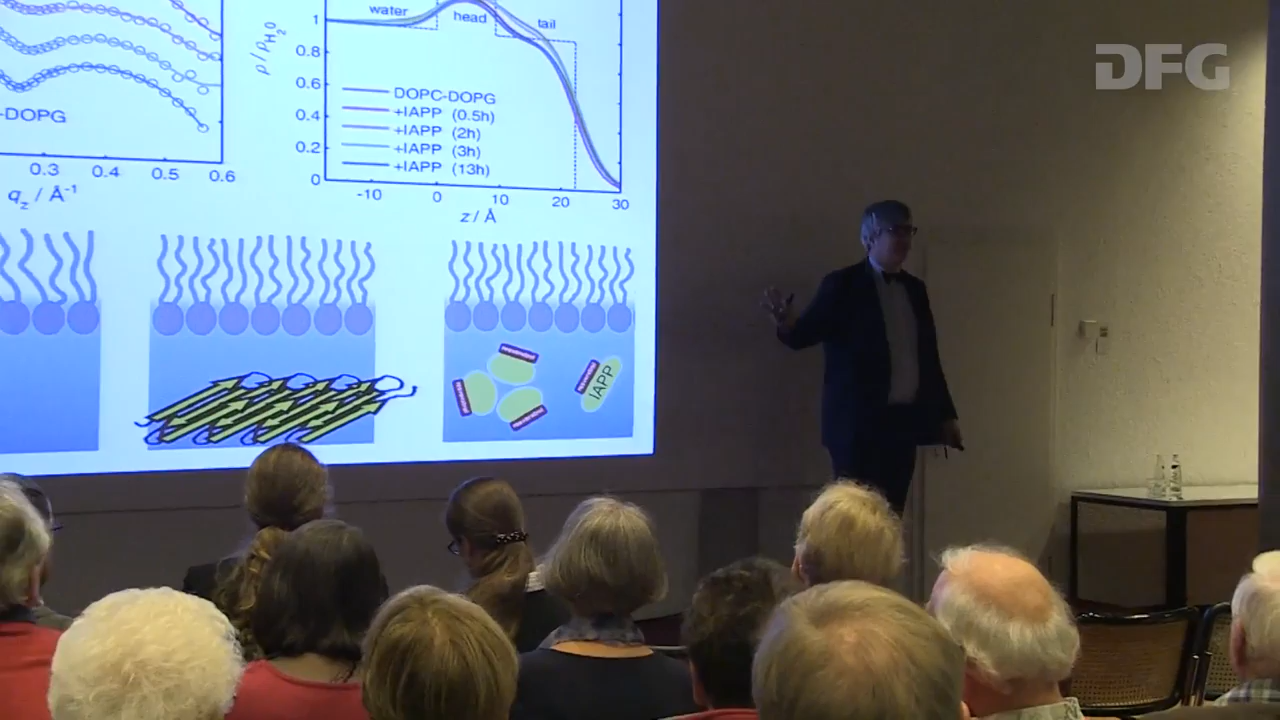 DFG
water
head
tail
ρ / ρH₂0
1
0.8
0.6
0.4
0.2
0
DOPC-DOPG
+IAPP (0.5h)
+IAPP (2h)
+IAPP (3h)
+IAPP (13h)
-10
0
10
20
30
z / Å
-DOPG
0.3
0.4
0.5
0.6
qz / Å⁻¹
IAPP